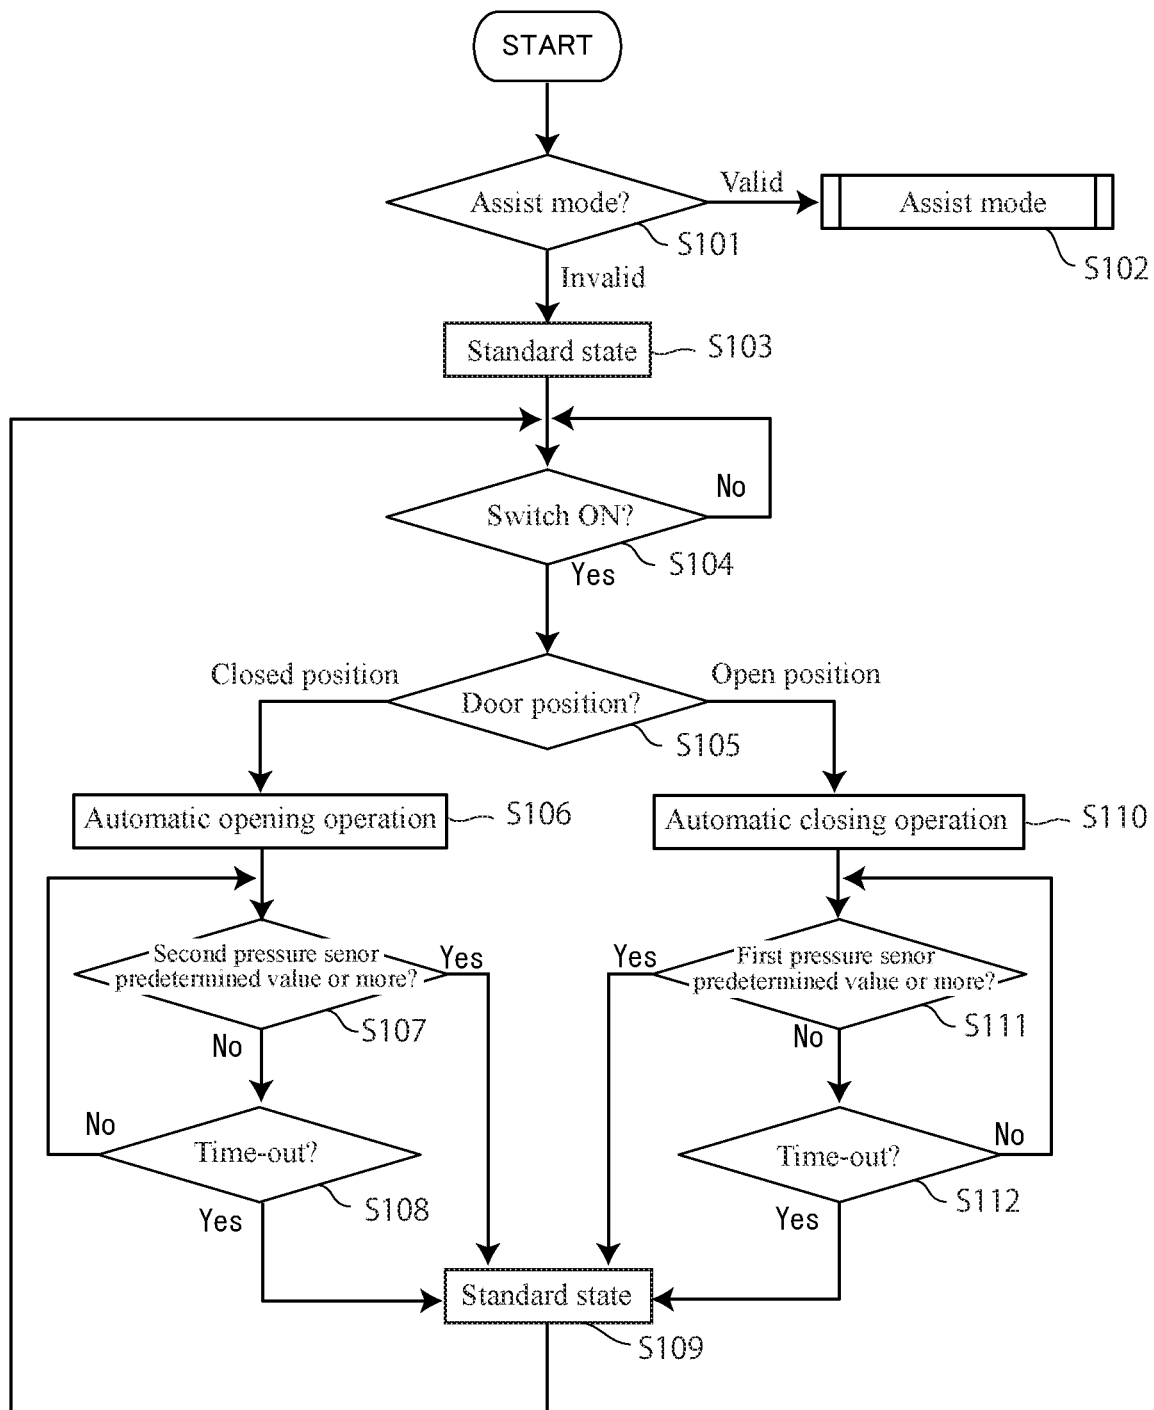 START
Assist mode?
S101
Valid
Assist mode
S102
Invalid
Standard state
S103
Switch ON?
No
S104
Yes
Closed position
Door position?
Open position
S105
Automatic opening operation
S106
Automatic closing operation
S110
Second pressure senor
predetermined value or more?
Yes
S107
No
Yes
First pressure senor
predetermined value or more?
S111
No
No
Time-out?
S108
Yes
Time-out?
No
S112
Yes
Standard state
S109